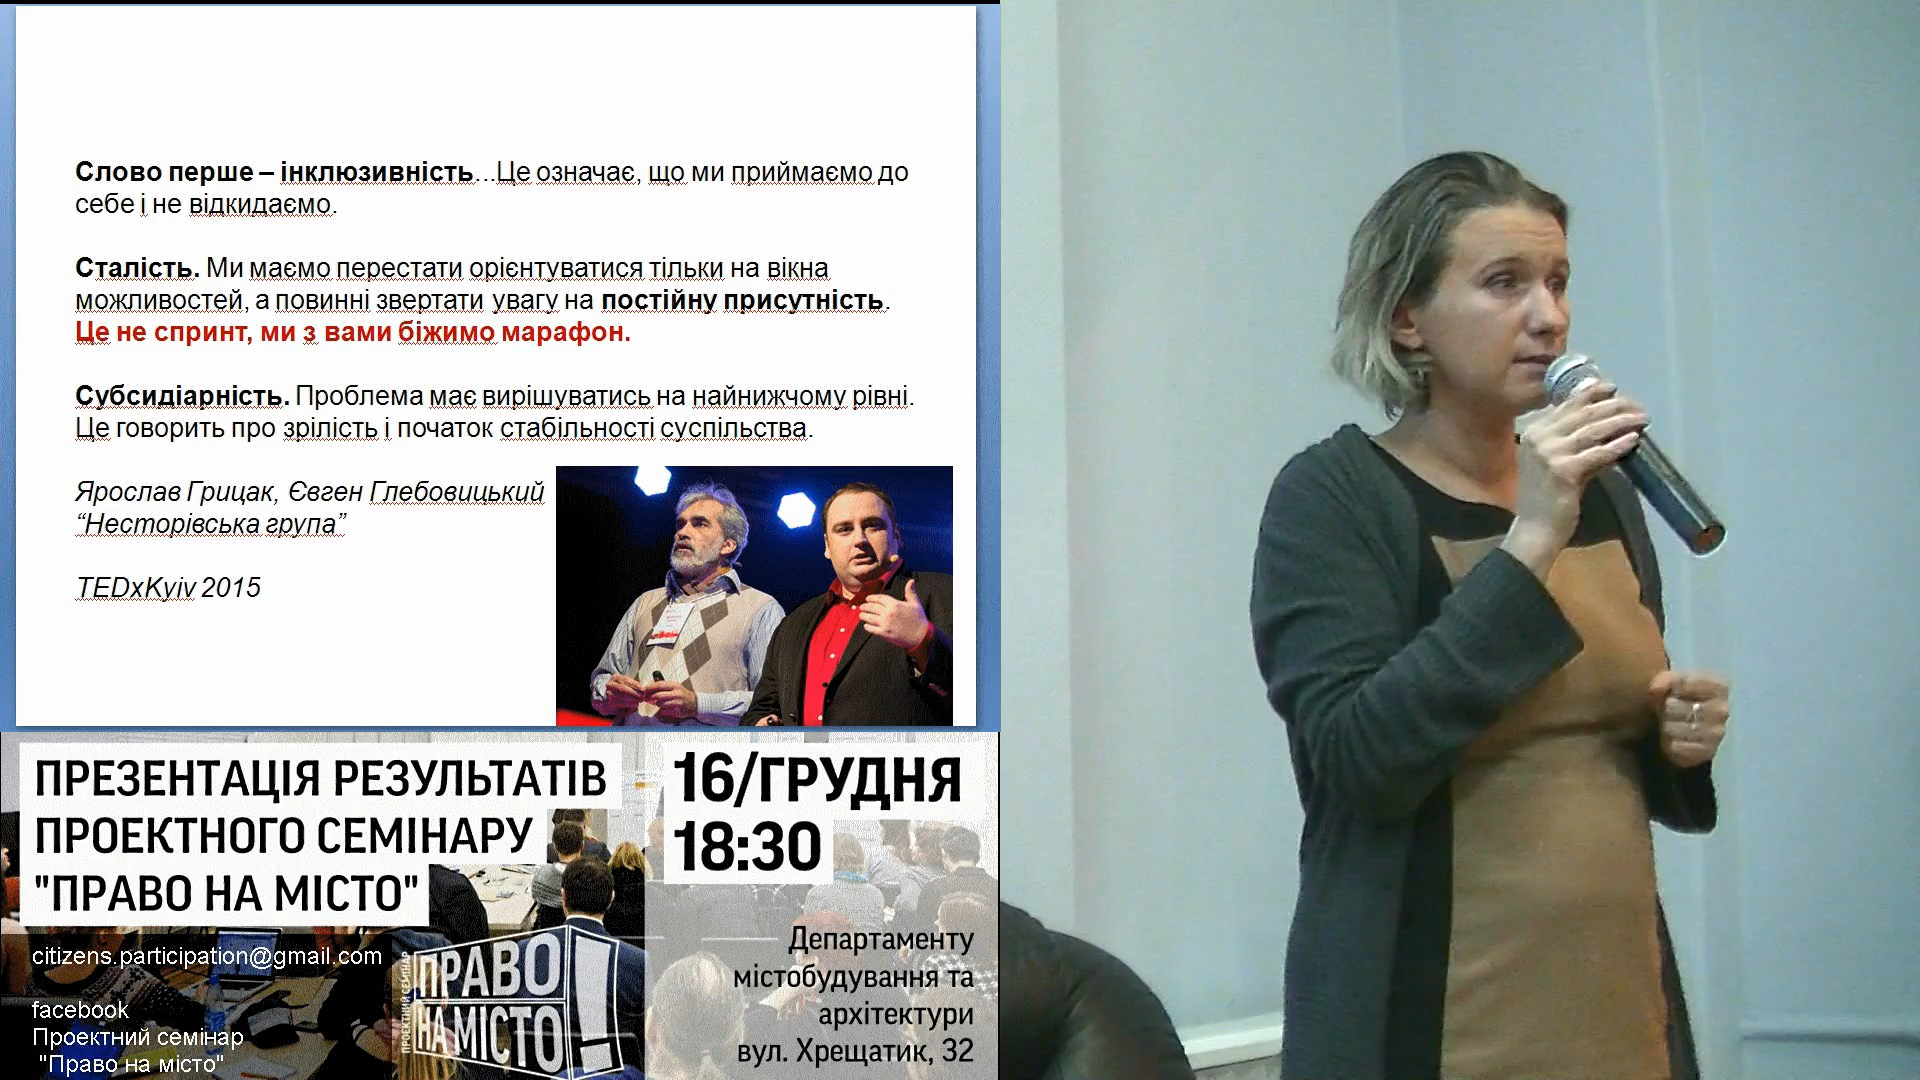 Слово перше – інклюзивність...Це означає, що ми приймаємо до
себе і не відкидаємо.
Сталість. Ми маємо перестати орієнтуватися тільки на вікна
можливостей, а повинні звертати увагу на постійну присутність.
Це не спринт, ми з вами біжимо марафон.
Субсидіарність. Проблема має вирішуватись на найнижчому рівні.
Це говорить про зрілість і початок стабільності суспільства.
Ярослав Грицак, Євген Глебовицький
“Несторівська група”
TEDxKyiv 2015
ПРЕЗЕНТАЦІЯ РЕЗУЛЬТАТІВ
ПРОЕКТНОГО СЕМІНАРУ
"ПРАВО НА МІСТО"
16/ГРУДНЯ
18:30
citizens.participation@gmail.com
facebook
Проектний семінар
"Право на місто"
ПРОЕКТНИЙ СЕМІНАР
ПРАВО
НА МІСТО!
Департаменту
містобудування та
архітектури
вул. Хрещатик, 32